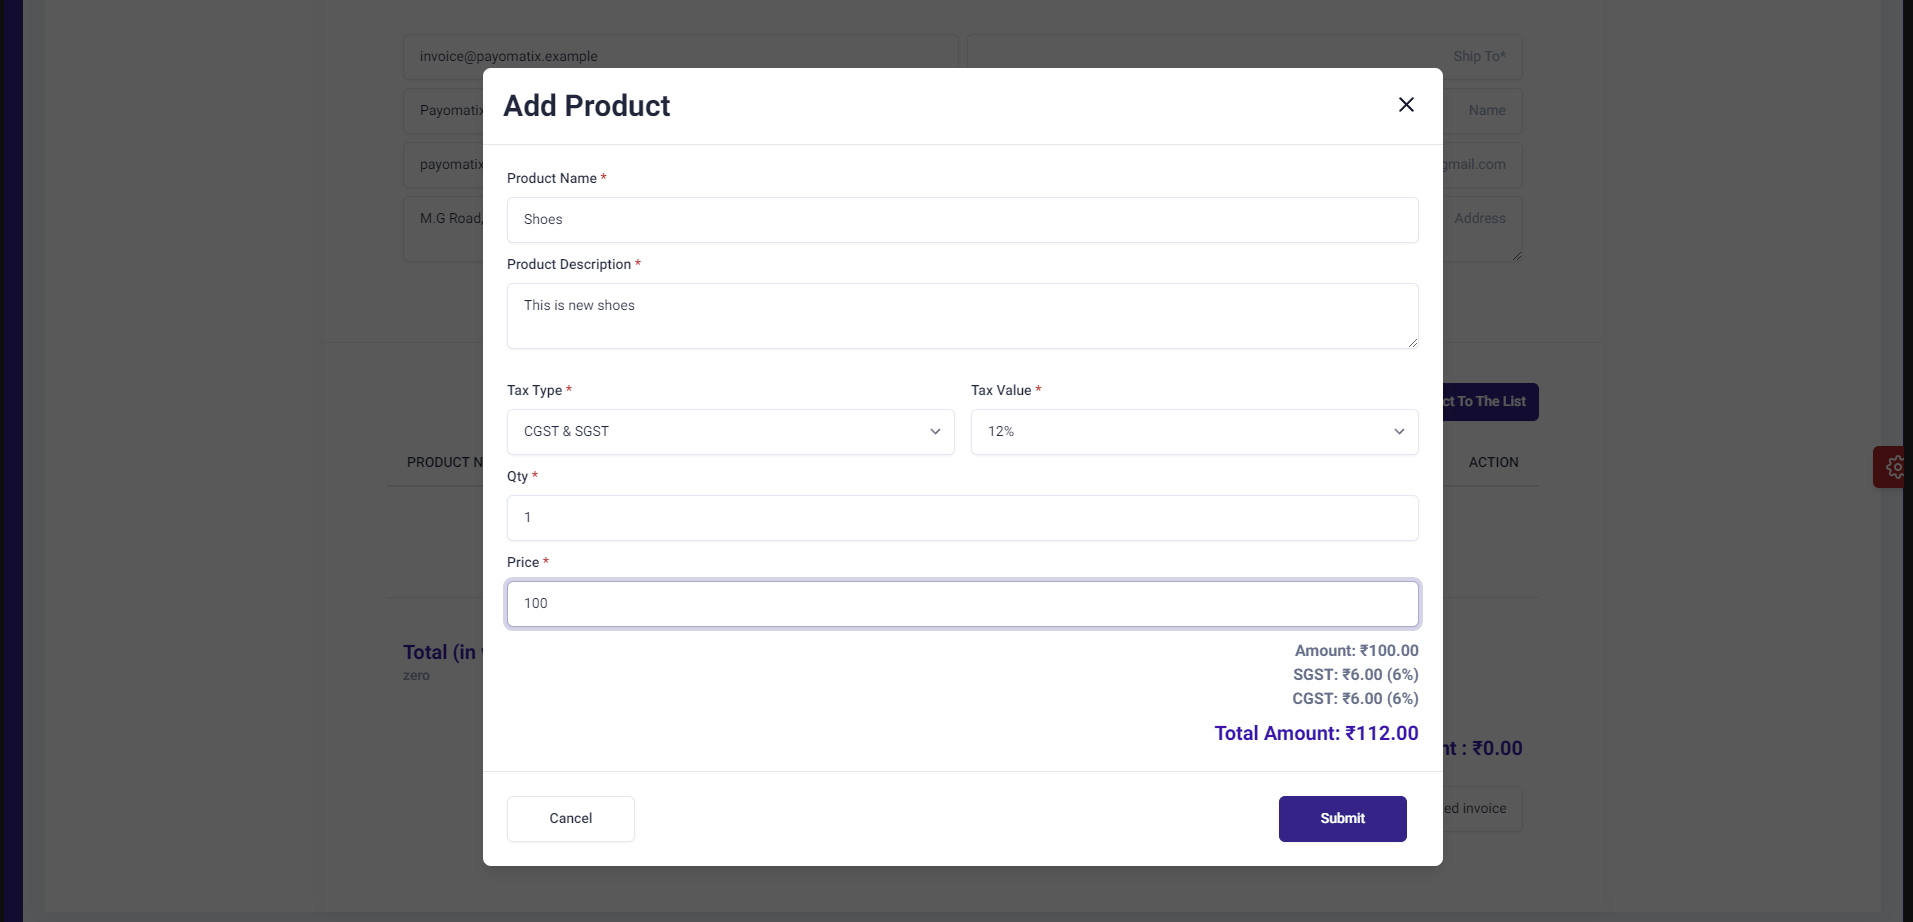 invoice@payomatix.example
Ship To*
Add Product
Payomatix
Name
Product Name *
payomatix
gmail.com
Shoes
M.G Road,
Address
Product Description *
This is new shoes
Tax Type *
Tax Value *
To The List
CGST & SGST
12%
PRODUCT
ACTION
Qty *
1
Price *
100
Total (in
zero
Amount: ₹100.00
SGST: ₹6.00 (6%)
CGST: ₹6.00 (6%)
Total Amount: ₹112.00
: ₹0.00
invoice
Cancel
Submit